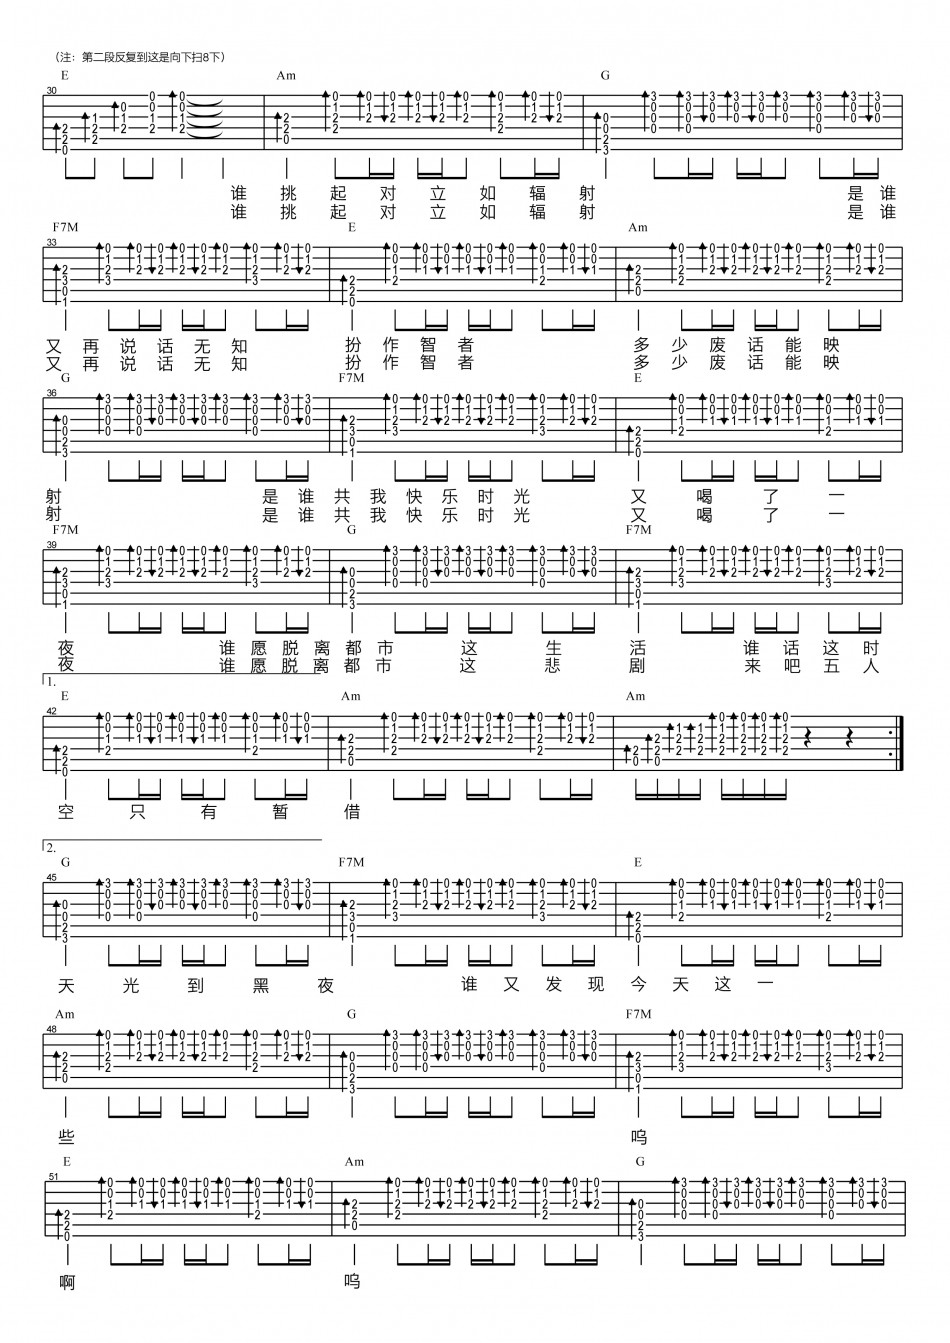 （注：第二段反复到这是向下扫8下）
E Am G
30
谁 挑 起 对 立 如 辐 射 是 谁
谁 挑 起 对 立 如 辐 射 是 谁
F7M E Am
33
又 再 说 话 无 知 扮 作 智 者 多 少 废 话 能 映
又 再 说 话 无 知 扮 作 智 者 多 少 废 话 能 映
G F7M E
36
射 是 谁 共 我 快 乐 时 光 又 喝 了 一
射 是 谁 共 我 快 乐 时 光 又 喝 了 一
F7M G F7M
39
夜 谁 愿 脱 离 都 市 这 生 活 谁 话 这 时
夜 谁 愿 脱 离 都 市 这 悲 剧 来 吧 五 人
1.
E Am Am
42
空 只 有 暂 借
2.
G F7M E
45
天 光 到 黑 夜 谁 又 发 现 今 天 这 一
Am G F7M
48
些 呜
E Am G
51
啊 呜